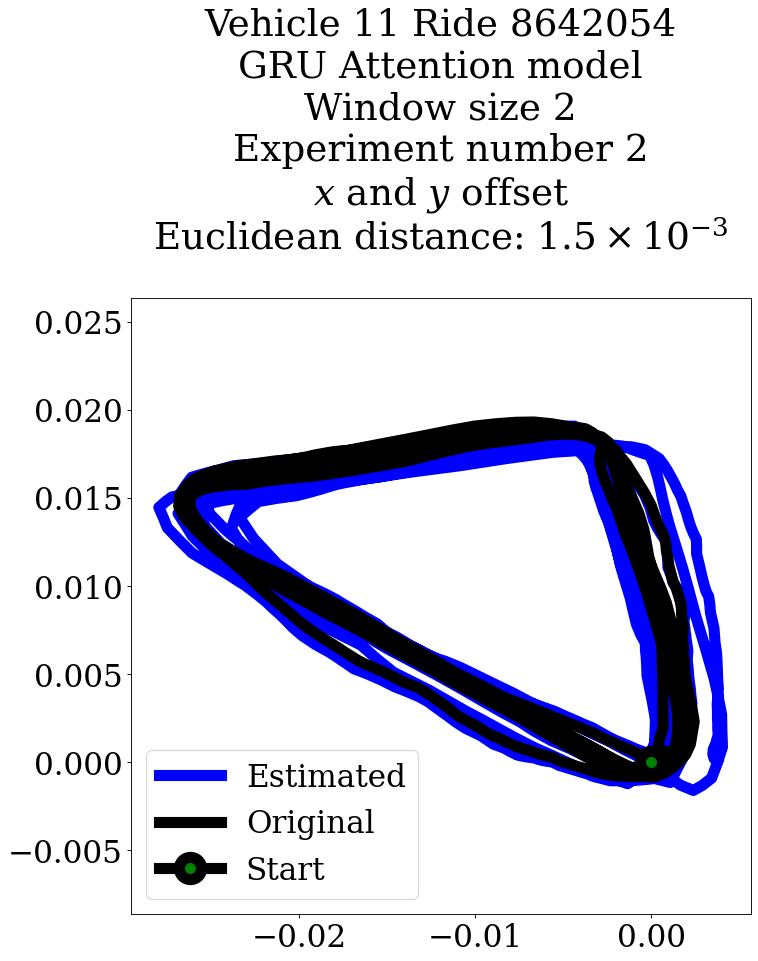 Vehicle 11 Ride 8642054
GRU Attention model
Window size 2
Experiment number 2
x and y offset
Euclidean distance: 1.5 × 10⁻³
0.025
0.020
0.015
0.010
0.005
0.000
−0.005
Estimated
Original
Start
−0.02 −0.01 0.00